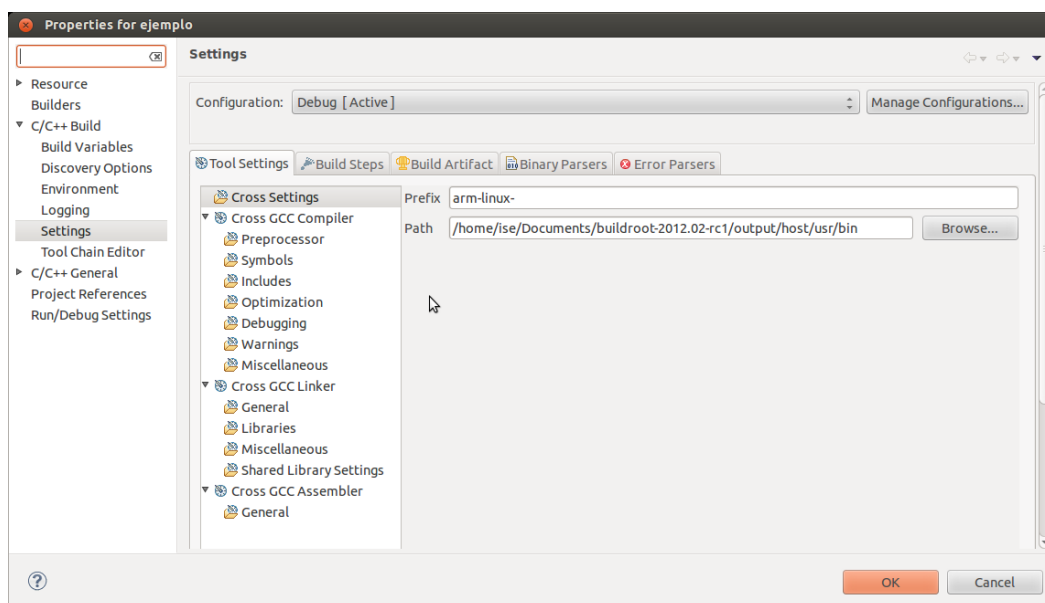 Properties for ejemplo
Settings
Resource
Builders
C/C++ Build
Build Variables
Discovery Options
Environment
Logging
Settings
Tool Chain Editor
C/C++ General
Project References
Run/Debug Settings
Configuration: Debug [ Active ] Manage Configurations...
Tool Settings Build Steps Build Artifact Binary Parsers Error Parsers
Cross Settings
Cross GCC Compiler
Preprocessor
Symbols
Includes
Optimization
Debugging
Warnings
Miscellaneous
Cross GCC Linker
General
Libraries
Miscellaneous
Shared Library Settings
Cross GCC Assembler
General
Prefix arm-linux-
Path /home/ise/Documents/buildroot-2012.02-rc1/output/host/usr/bin Browse...
? OK Cancel